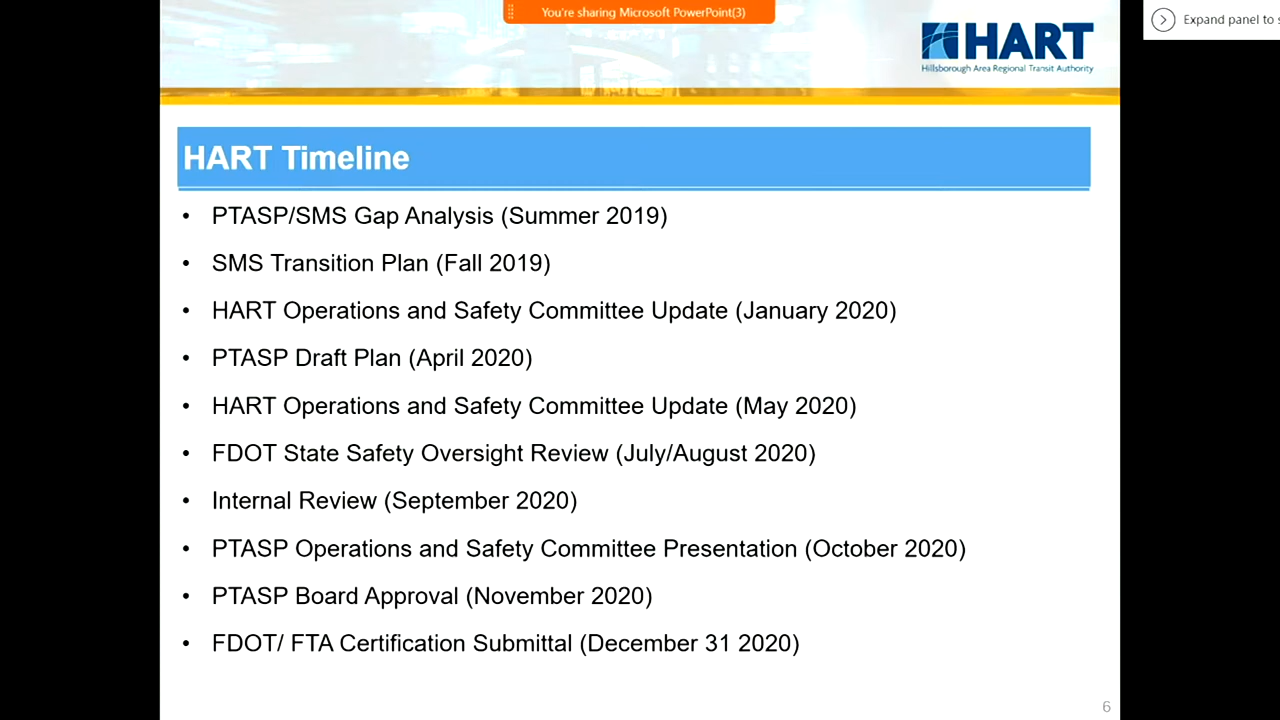 You're sharing Microsoft PowerPoint(3)
Expand panel to s
HART
Hillsborough Area Regional Transit Authority
HART Timeline
• PTASP/SMS Gap Analysis (Summer 2019)
• SMS Transition Plan (Fall 2019)
• HART Operations and Safety Committee Update (January 2020)
• PTASP Draft Plan (April 2020)
• HART Operations and Safety Committee Update (May 2020)
• FDOT State Safety Oversight Review (July/August 2020)
• Internal Review (September 2020)
• PTASP Operations and Safety Committee Presentation (October 2020)
• PTASP Board Approval (November 2020)
• FDOT/ FTA Certification Submittal (December 31 2020)
6